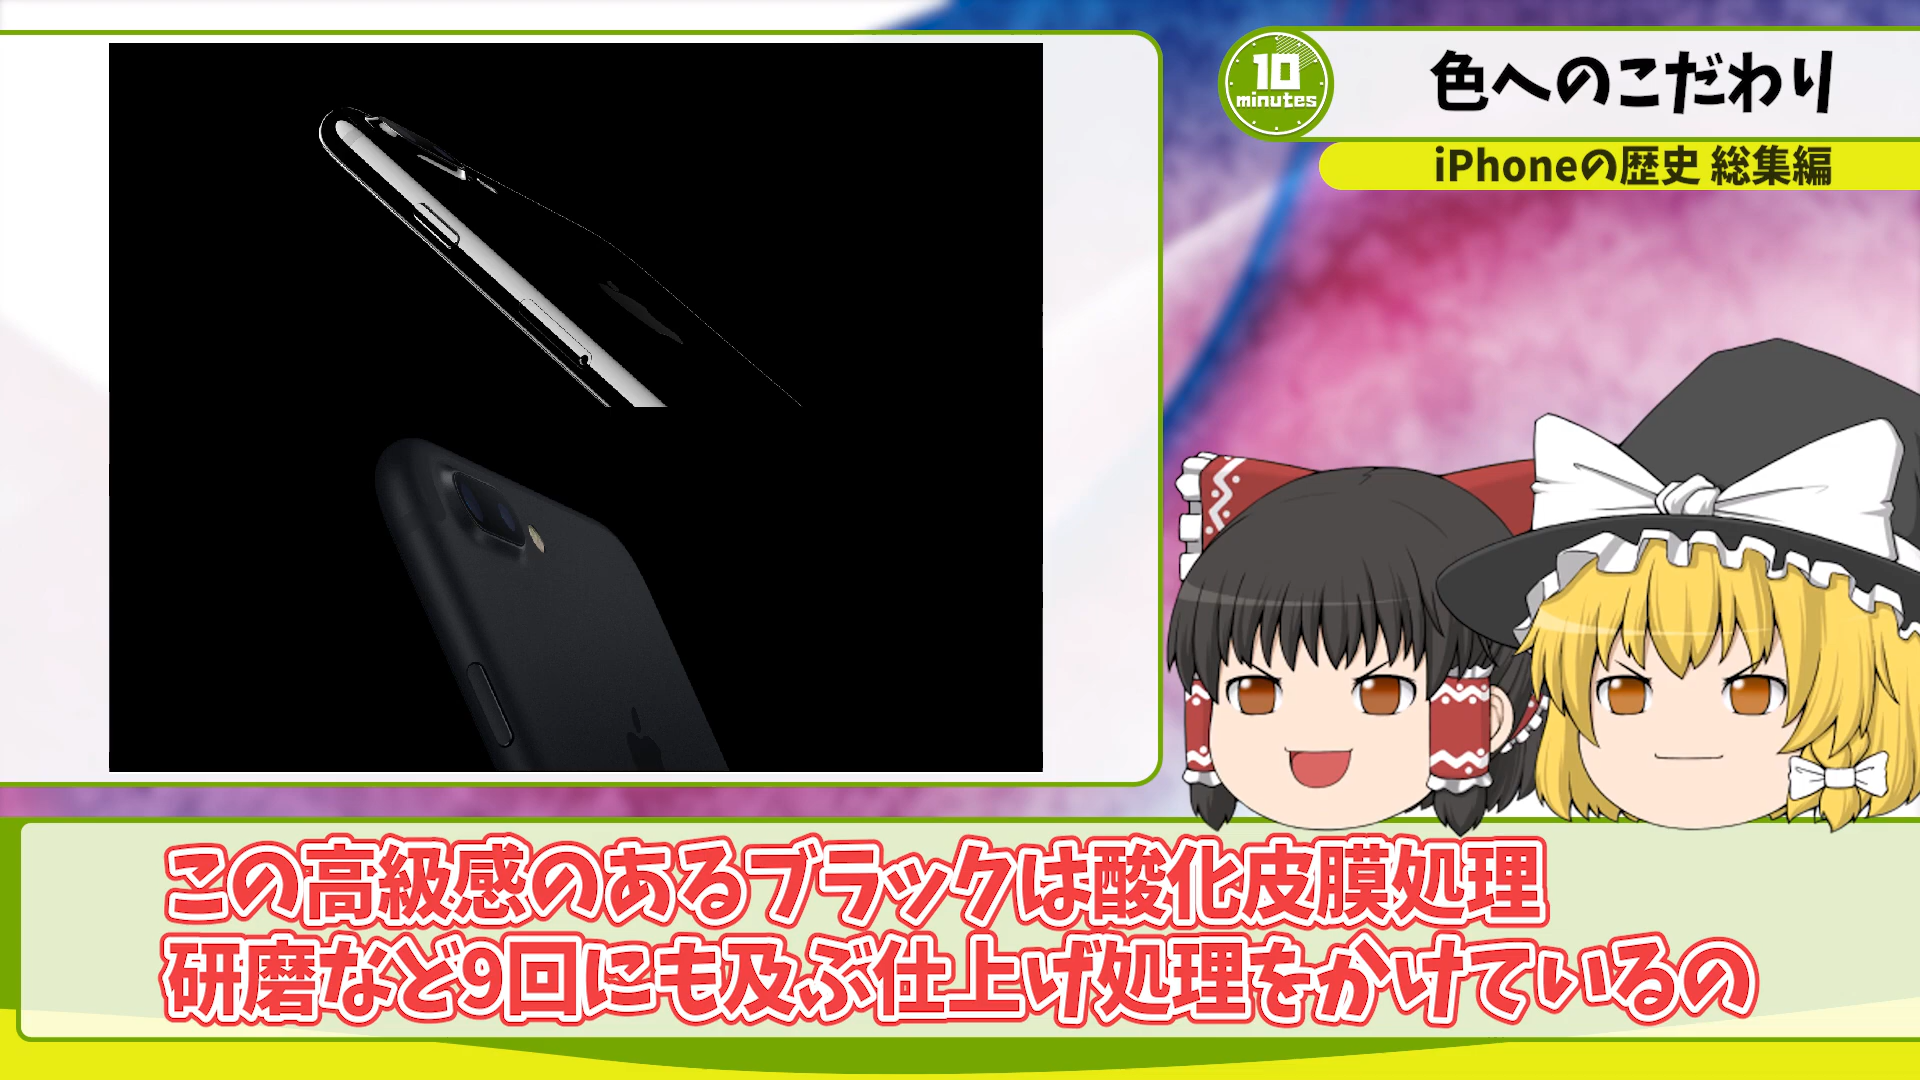 10
minutes
色へのこだわり
iPhoneの歴史 総集編
この高級感のあるブラックは酸化皮膜処理
研磨など9回にも及ぶ仕上げ処理をかけているの